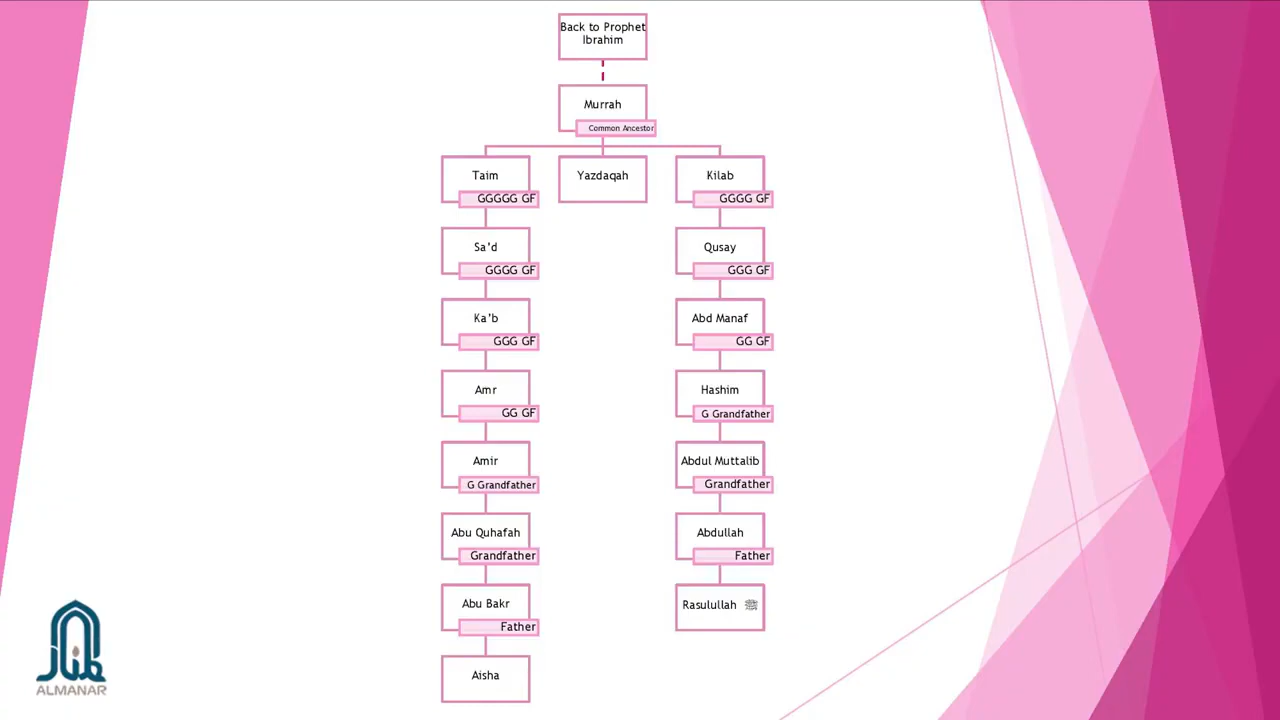 Back to Prophet
Ibrahim
Murrah
Common Ancestor
Taim
GGGGG GF
Yazdaqah
Kilab
GGGG GF
Sa’d
GGGG GF
Qusay
GGG GF
Ka’b
GGG GF
Abd Manaf
GG GF
Amr
GG GF
Hashim
G Grandfather
Amir
G Grandfather
Abdul Muttalib
Grandfather
Abu Quhafah
Grandfather
Abdullah
Father
Abu Bakr
Father
Rasulullah ﷺ
Aisha
ALMANAR